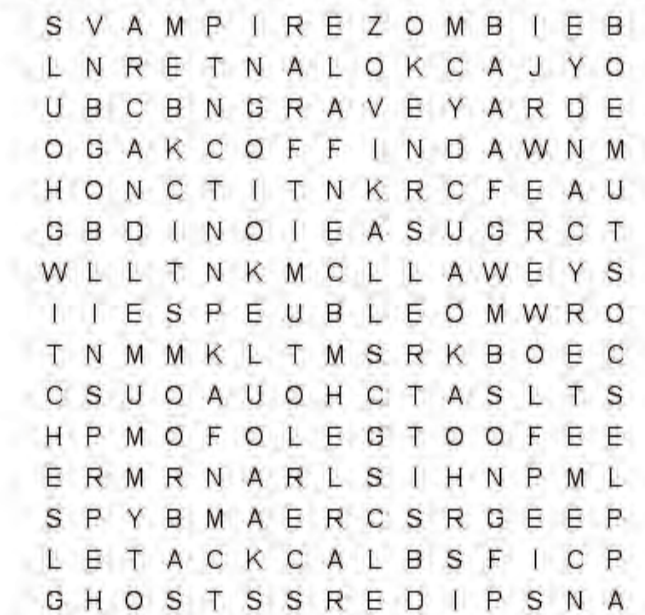 S V A M P I R E Z O M B I E B
L N R E T N A L O K C A J Y O
U B C B N G R A V E Y A R D E
O G A K C O F F I N D A W N M
H O N C T I T N K R C F E A U
G B D I N O I E A S U G R C T
W L L T N K M C L L A W E Y S
I I E S P E U B L E O M W R O
T N M M K L T M S R K B O E C
C S U O A U O H C T A S L T S
H P M O F O L E G T O O F E E
E R M R N A R L S I H N P M L
S P Y B M A E R C S R G E E P
L E T A C K C A L B S F I C P
G H O S T S S R E D I P S N A